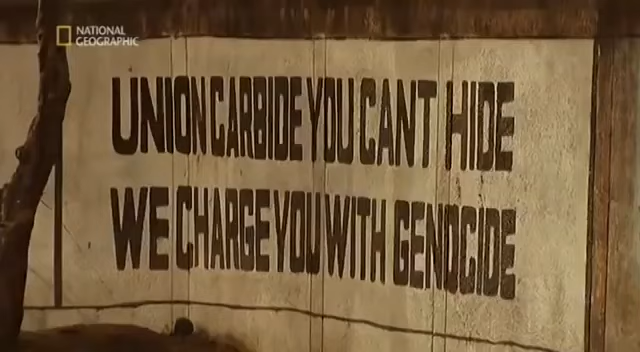 NATIONAL
GEOGRAPHIC
UNION CARBIDE YOU CANT HIDE
WE CHARGE YOU WITH GENOCIDE